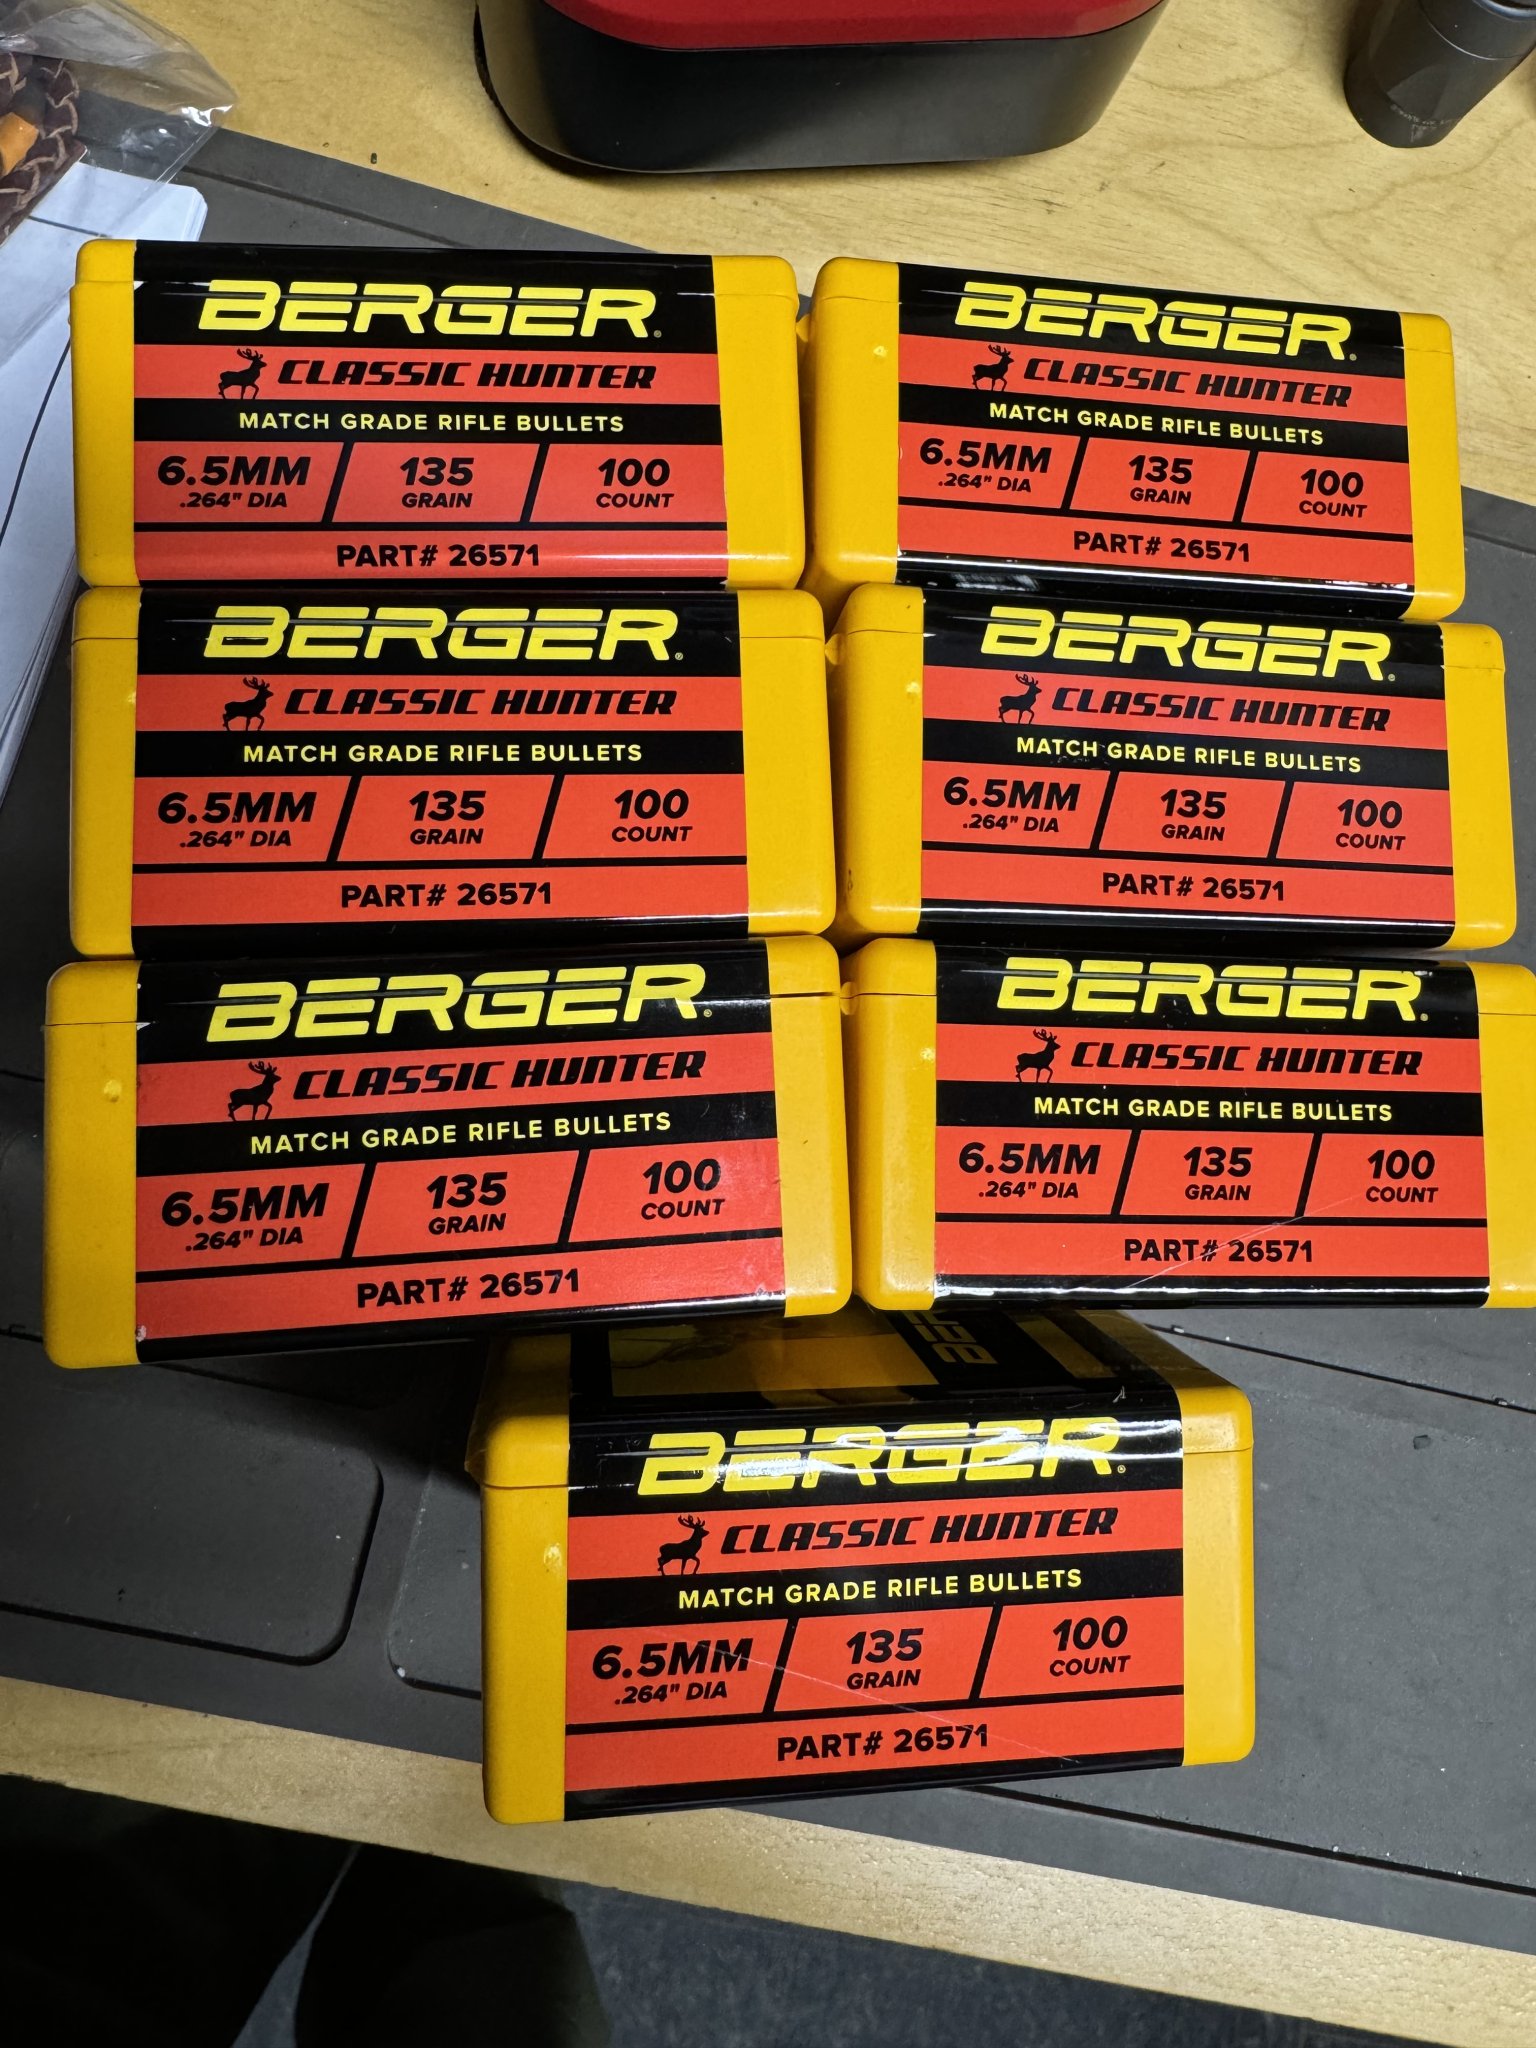 BERGER®
CLASSIC HUNTER
MATCH GRADE RIFLE BULLETS
6.5MM 135 100
.264" DIA GRAIN COUNT
PART# 26571
BERGER®
CLASSIC HUNTER
MATCH GRADE RIFLE BULLETS
6.5MM 135 100
.264" DIA GRAIN COUNT
PART# 26571
BERGER®
CLASSIC HUNTER
MATCH GRADE RIFLE BULLETS
6.5MM 135 100
.264" DIA GRAIN COUNT
PART# 26571
BERGER®
CLASSIC HUNTER
MATCH GRADE RIFLE BULLETS
6.5MM 135 100
.264" DIA GRAIN COUNT
PART# 26571
BERGER®
CLASSIC HUNTER
MATCH GRADE RIFLE BULLETS
6.5MM 135 100
.264" DIA GRAIN COUNT
PART# 26571
BERGER®
CLASSIC HUNTER
MATCH GRADE RIFLE BULLETS
6.5MM 135 100
.264" DIA GRAIN COUNT
PART# 26571
BERGER®
CLASSIC HUNTER
MATCH GRADE RIFLE BULLETS
6.5MM 135 100
.264" DIA GRAIN COUNT
PART# 26571